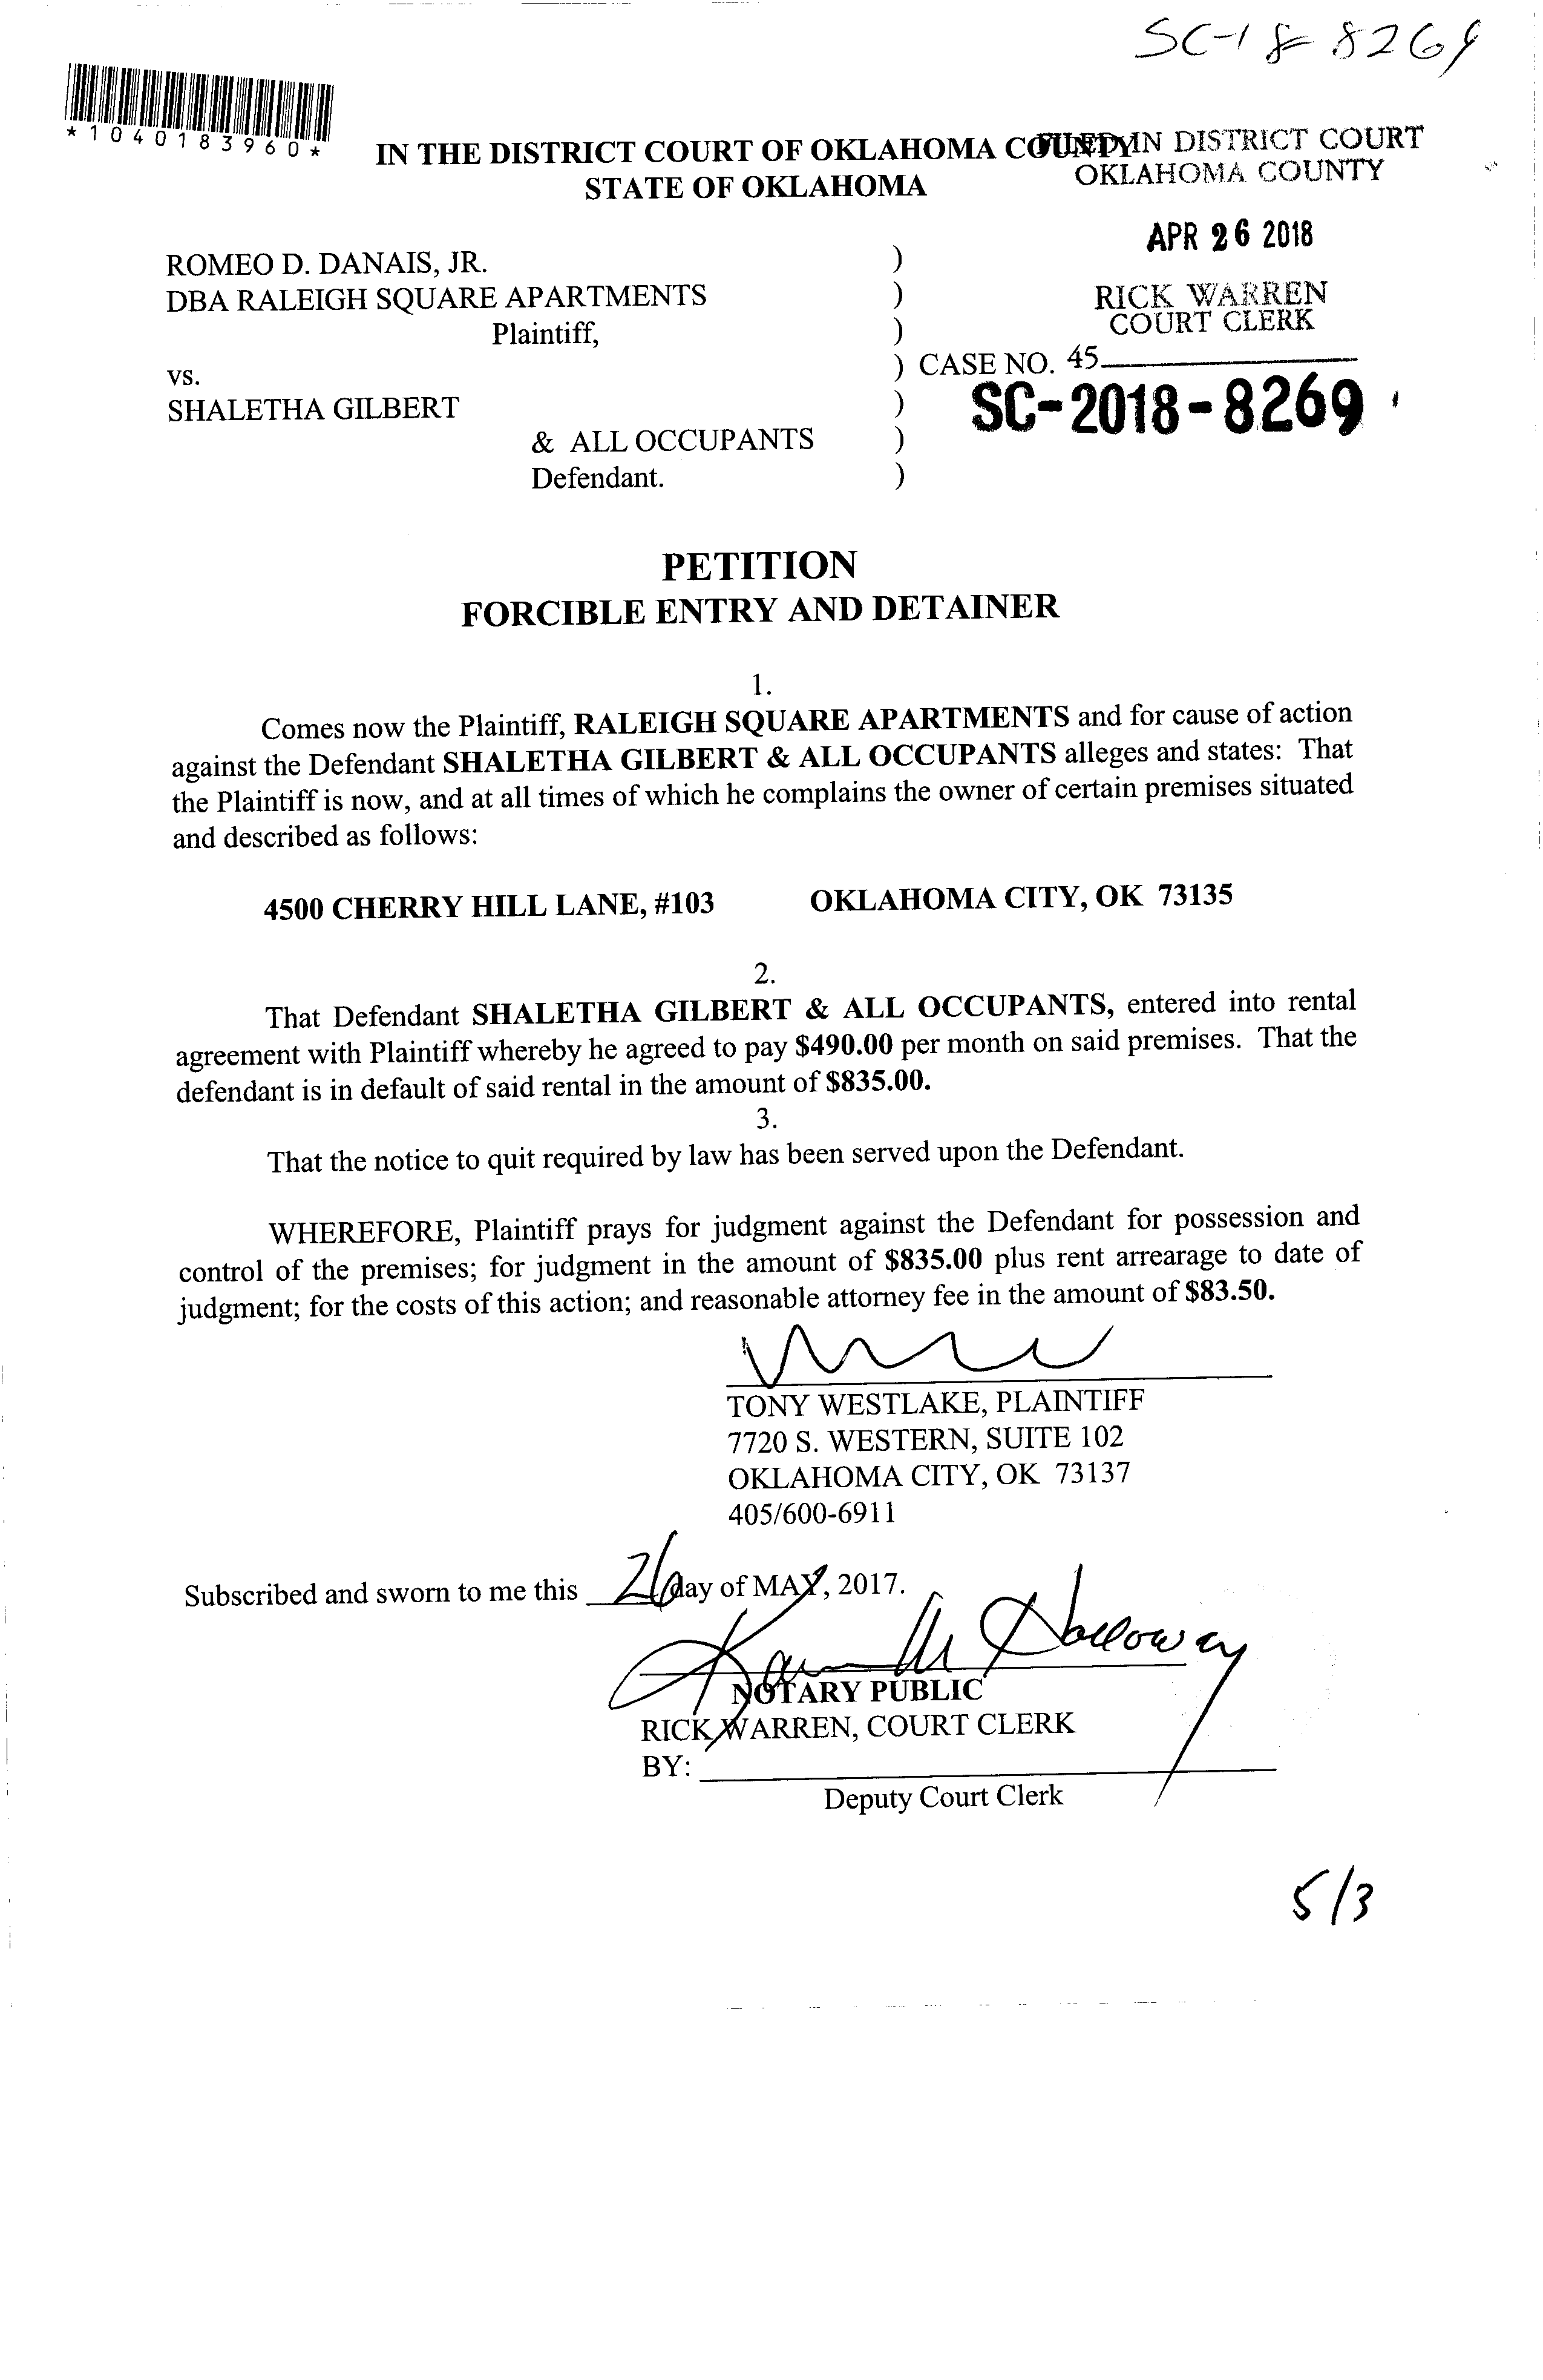 SC-18-8269
*1040183960*
IN THE DISTRICT COURT OF OKLAHOMA COUNTY
STATE OF OKLAHOMA
FILED IN DISTRICT COURT
OKLAHOMA COUNTY
APR 26 2018
RICK WARREN
COURT CLERK
45
ROMEO D. DANAIS, JR. )
DBA RALEIGH SQUARE APARTMENTS )
Plaintiff, )
vs. ) CASE NO.
SC-2018-8269
SHALETHA GILBERT )
& ALL OCCUPANTS )
Defendant. )
PETITION
FORCIBLE ENTRY AND DETAINER
1.
Comes now the Plaintiff, RALEIGH SQUARE APARTMENTS and for cause of action
against the Defendant SHALETHA GILBERT & ALL OCCUPANTS alleges and states: That
the Plaintiff is now, and at all times of which he complains the owner of certain premises situated
and described as follows:
4500 CHERRY HILL LANE, #103 OKLAHOMA CITY, OK 73135
2.
That Defendant SHALETHA GILBERT & ALL OCCUPANTS, entered into rental
agreement with Plaintiff whereby he agreed to pay $490.00 per month on said premises. That the
defendant is in default of said rental in the amount of $835.00.
3.
That the notice to quit required by law has been served upon the Defendant.
WHEREFORE, Plaintiff prays for judgment against the Defendant for possession and
control of the premises; for judgment in the amount of $835.00 plus rent arrearage to date of
judgment; for the costs of this action; and reasonable attorney fee in the amount of $83.50.
TONY WESTLAKE, PLAINTIFF
7720 S. WESTERN, SUITE 102
OKLAHOMA CITY, OK 73137
405/600-6911
Subscribed and sworn to me this 26 day of MAY, 2017.
Holloway
NOTARY PUBLIC
RICK WARREN, COURT CLERK
BY:
Deputy Court Clerk
5/3